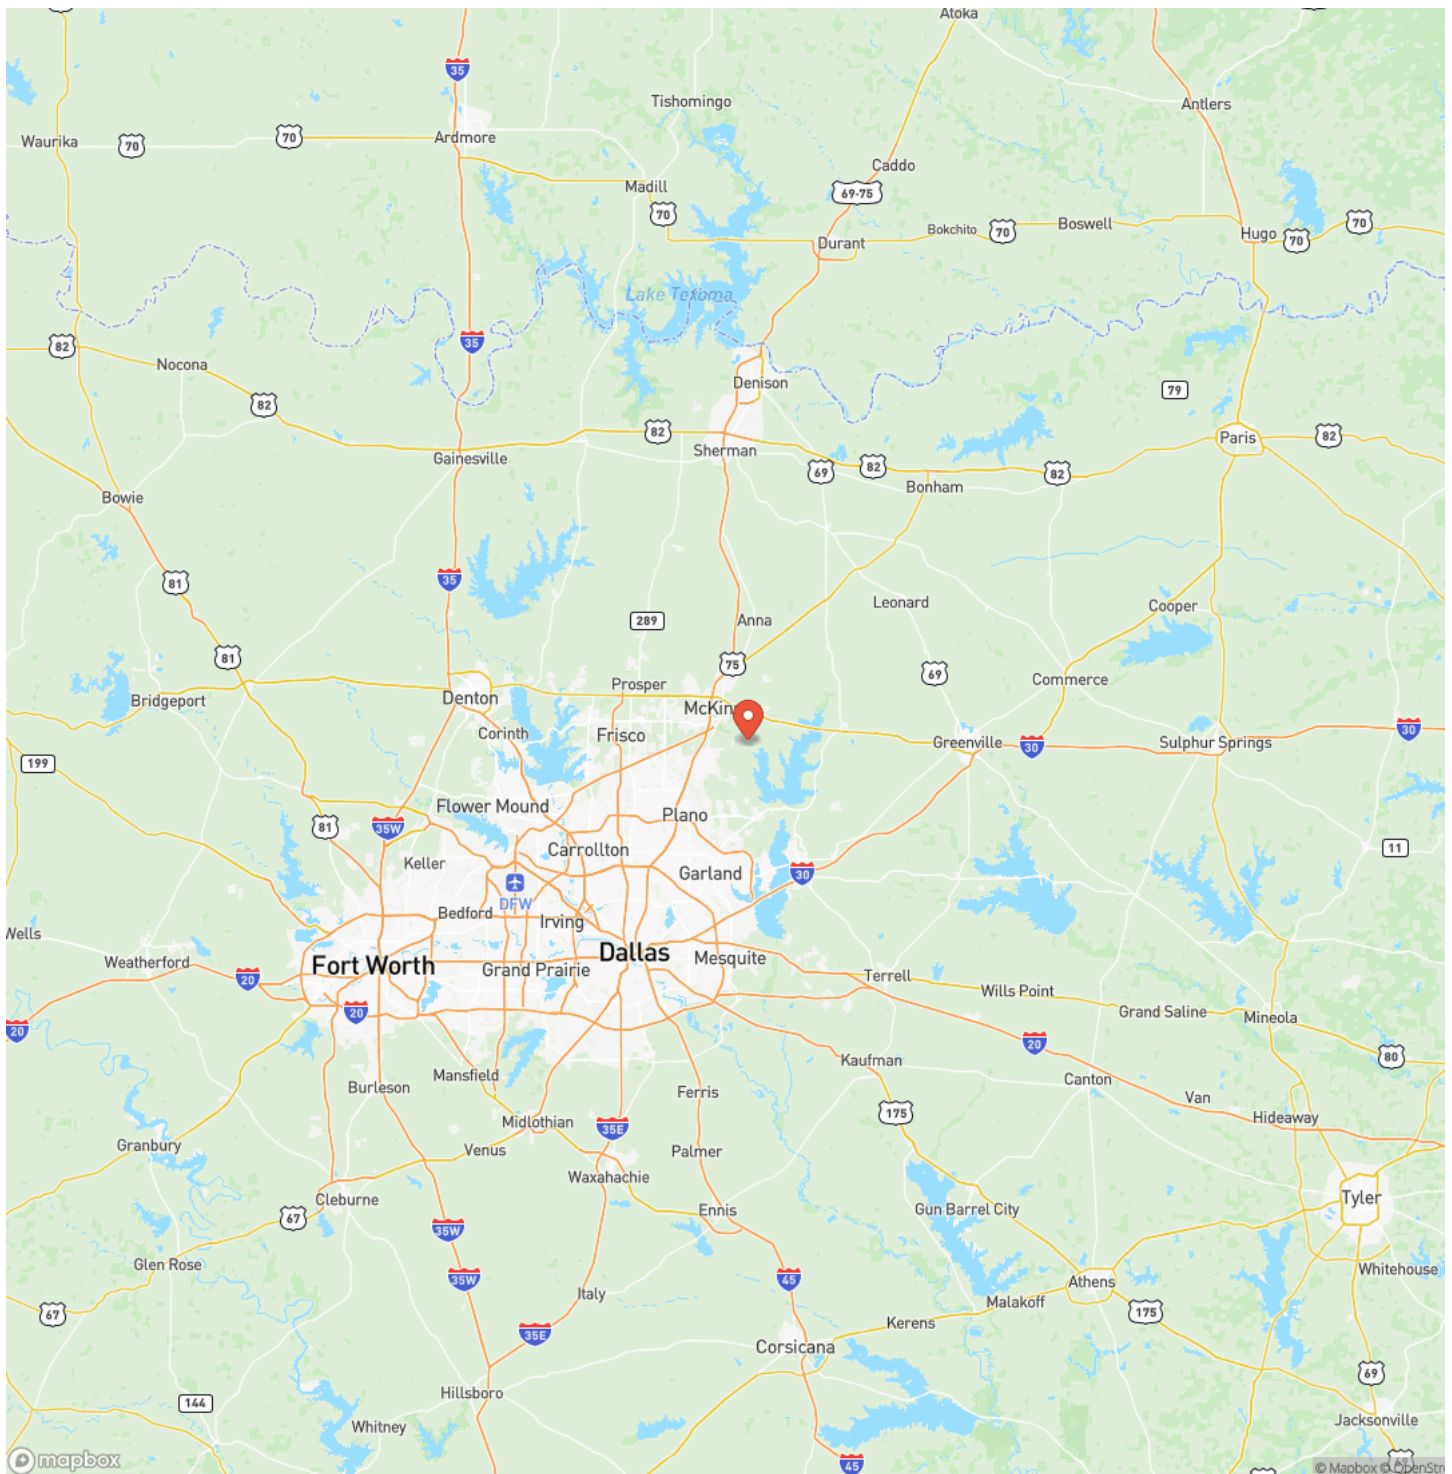 Atoka
35
Tishomingo
Antlers
Waurika
70
70
Ardmore
Caddo
Madill
69-75
70
Durant
Bokchito
70
Boswell
Hugo
70
70
Lake Texoma
82
35
Nocona
82
Denison
79
82
Sherman
69
82
Bonham
82
Paris
82
Gainesville
Bowie
81
35
289
Anna
Leonard
Cooper
81
75
69
Commerce
Bridgeport
Denton
Prosper
McKin
Corinth
Frisco
Greenville
30
Sulphur Springs
30
199
Flower Mound
Plano
81
35W
Carrollton
11
Keller
Garland
30
DFW
Bedford
Irving
Wells
Weatherford
Fort Worth
Grand Prairie
Dallas
Mesquite
Terrell
20
Wills Point
20
20
Grand Saline
Mineola
20
80
Kaufman
Burleson
Mansfield
Ferris
Canton
Van
175
Hideaway
Granbury
Midlothian
35E
Venus
Palmer
Waxahachie
Cleburne
67
35W
Ennis
Gun Barrel City
Tyler
Glen Rose
35W
45
Whitehouse
Athens
67
Italy
Malakoff
175
35E
Kerens
Corsicana
69
144
Hillsboro
Whitney
Jacksonville
45
69
mapbox
© Mapbox © OpenStre